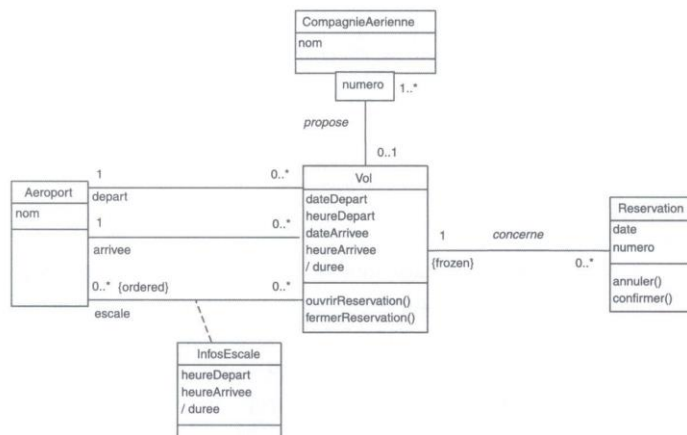 CompagnieAerienne
nom
numero
1..*
propose
0..1
1
0..*
Vol
Aeroport
depart
nom
dateDepart
heureDepart
dateArrivee
heureArrivee
/ duree
1
0..*
arrivee
0..* {ordered}
0..*
escale
ouvrirReservation()
fermerReservation()
1
concerne
{frozen}
0..*
Reservation
date
numero
annuler()
confirmer()
InfosEscale
heureDepart
heureArrivee
/ duree